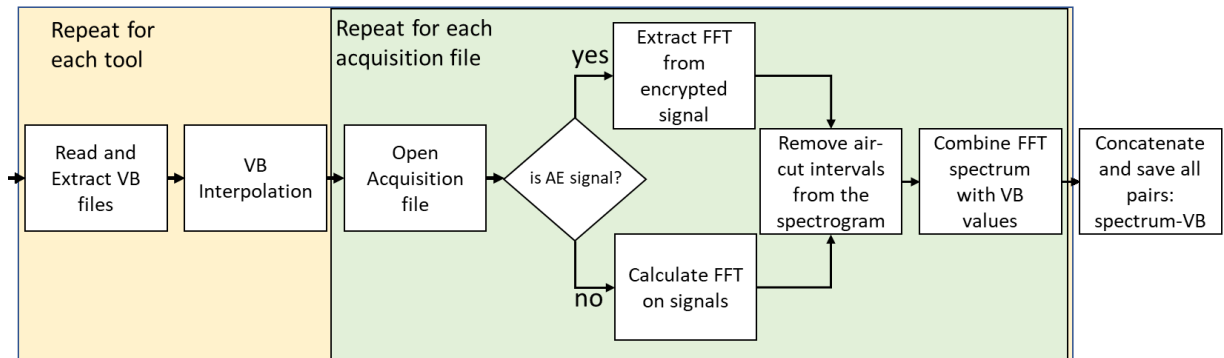 Repeat for
each tool
Repeat for each
acquisition file
Read and
Extract VB
files
VB
Interpolation
Open
Acquisition
file
is AE signal?
yes
Extract FFT
from
encrypted
signal
no
Calculate FFT
on signals
Remove air-
cut intervals
from the
spectrogram
Combine FFT
spectrum
with VB
values
Concatenate
and save all
pairs:
spectrum-VB